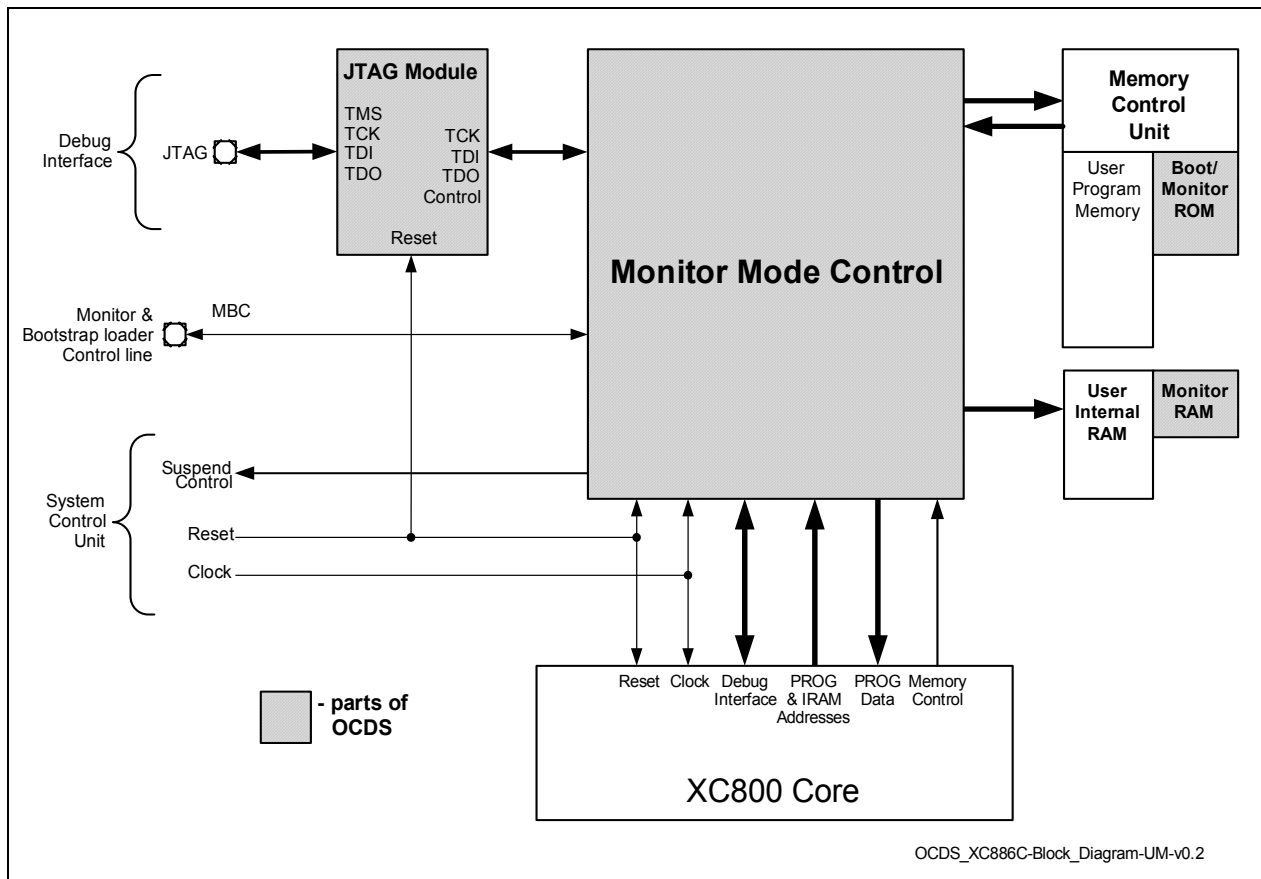 JTAG Module
TMS
TCK
TDI
TDO
TCK
TDI
TDO
Control
Reset
Debug
Interface
JTAG
Monitor &
Bootstrap loader
Control line
MBC
System
Control
Unit
Suspend
Control
Reset
Clock
Monitor Mode Control
Memory
Control
Unit
User
Program
Memory
Boot/
Monitor
ROM
User
Internal
RAM
Monitor
RAM
Reset
Clock
Debug
Interface
PROG
& IRAM
Addresses
PROG
Data
Memory
Control
XC800 Core
- parts of
OCDS
OCDS_XC886C-Block_Diagram-UM-v0.2